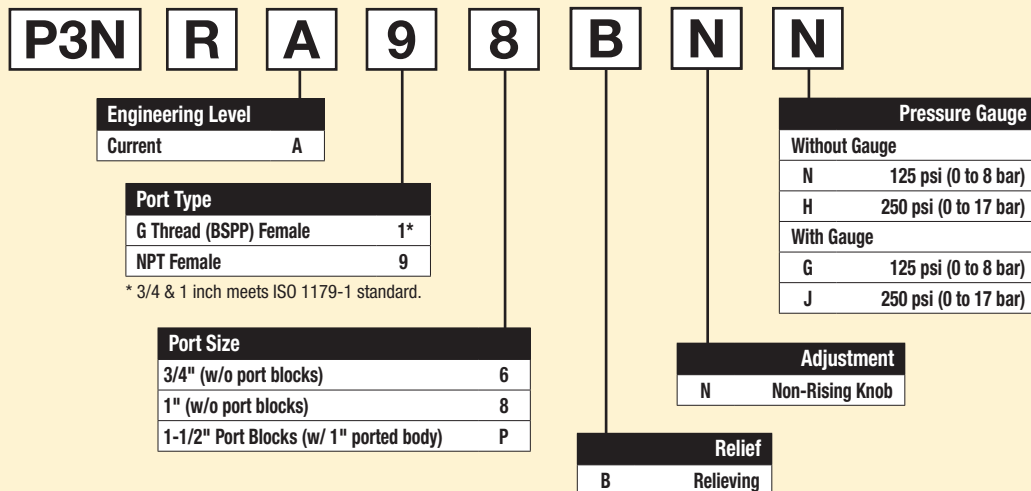 P3N R A 9 8 B N N
Engineering Level
Current A
Port Type
G Thread (BSPP) Female 1*
NPT Female 9
* 3/4 & 1 inch meets ISO 1179-1 standard.
Port Size
3/4" (w/o port blocks) 6
1" (w/o port blocks) 8
1-1/2" Port Blocks (w/ 1" ported body) P
Relief
B Relieving
Adjustment
N Non-Rising Knob
Pressure Gauge
Without Gauge
N 125 psi (0 to 8 bar)
H 250 psi (0 to 17 bar)
With Gauge
G 125 psi (0 to 8 bar)
J 250 psi (0 to 17 bar)